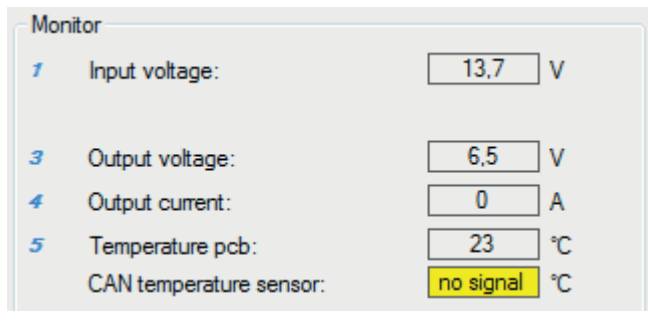 Monitor
1 Input voltage: 13,7 V
3 Output voltage: 6,5 V
4 Output current: 0 A
5 Temperature pcb: 23 °C
CAN temperature sensor: no signal °C